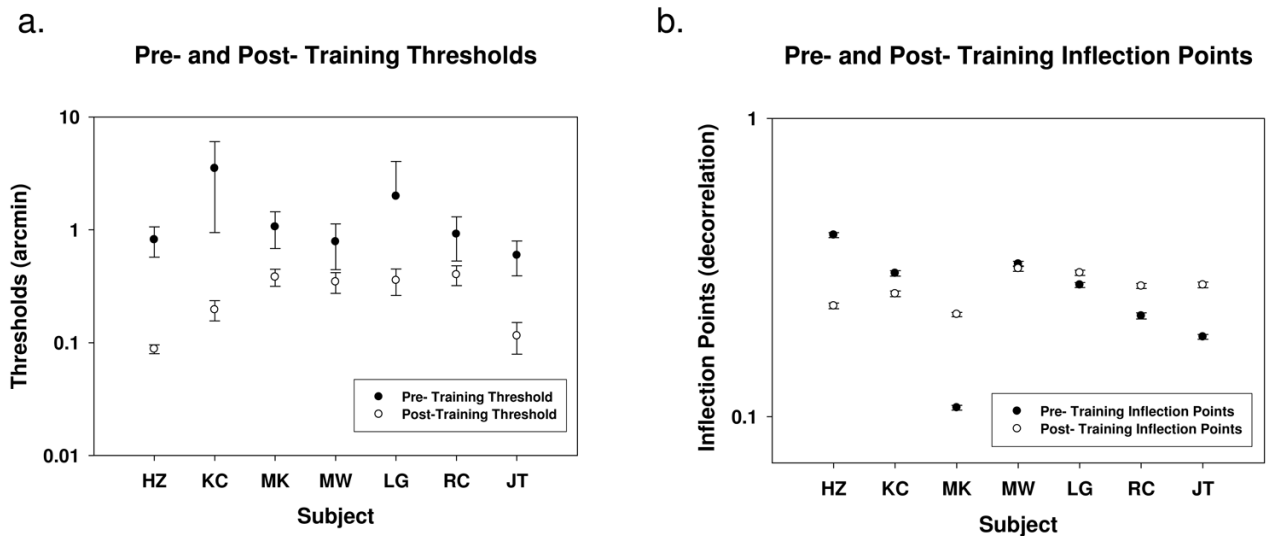 a.
Pre- and Post- Training Thresholds
Thresholds (arcmin)
10
1
0.1
0.01
Pre- Training Threshold
Post-Training Threshold
HZ KC MK MW LG RC JT
Subject
b.
Pre- and Post- Training Inflection Points
Inflection Points (decorrelation)
1
0.1
Pre- Training Inflection Points
Post- Training Inflection Points
HZ KC MK MW LG RC JT
Subject